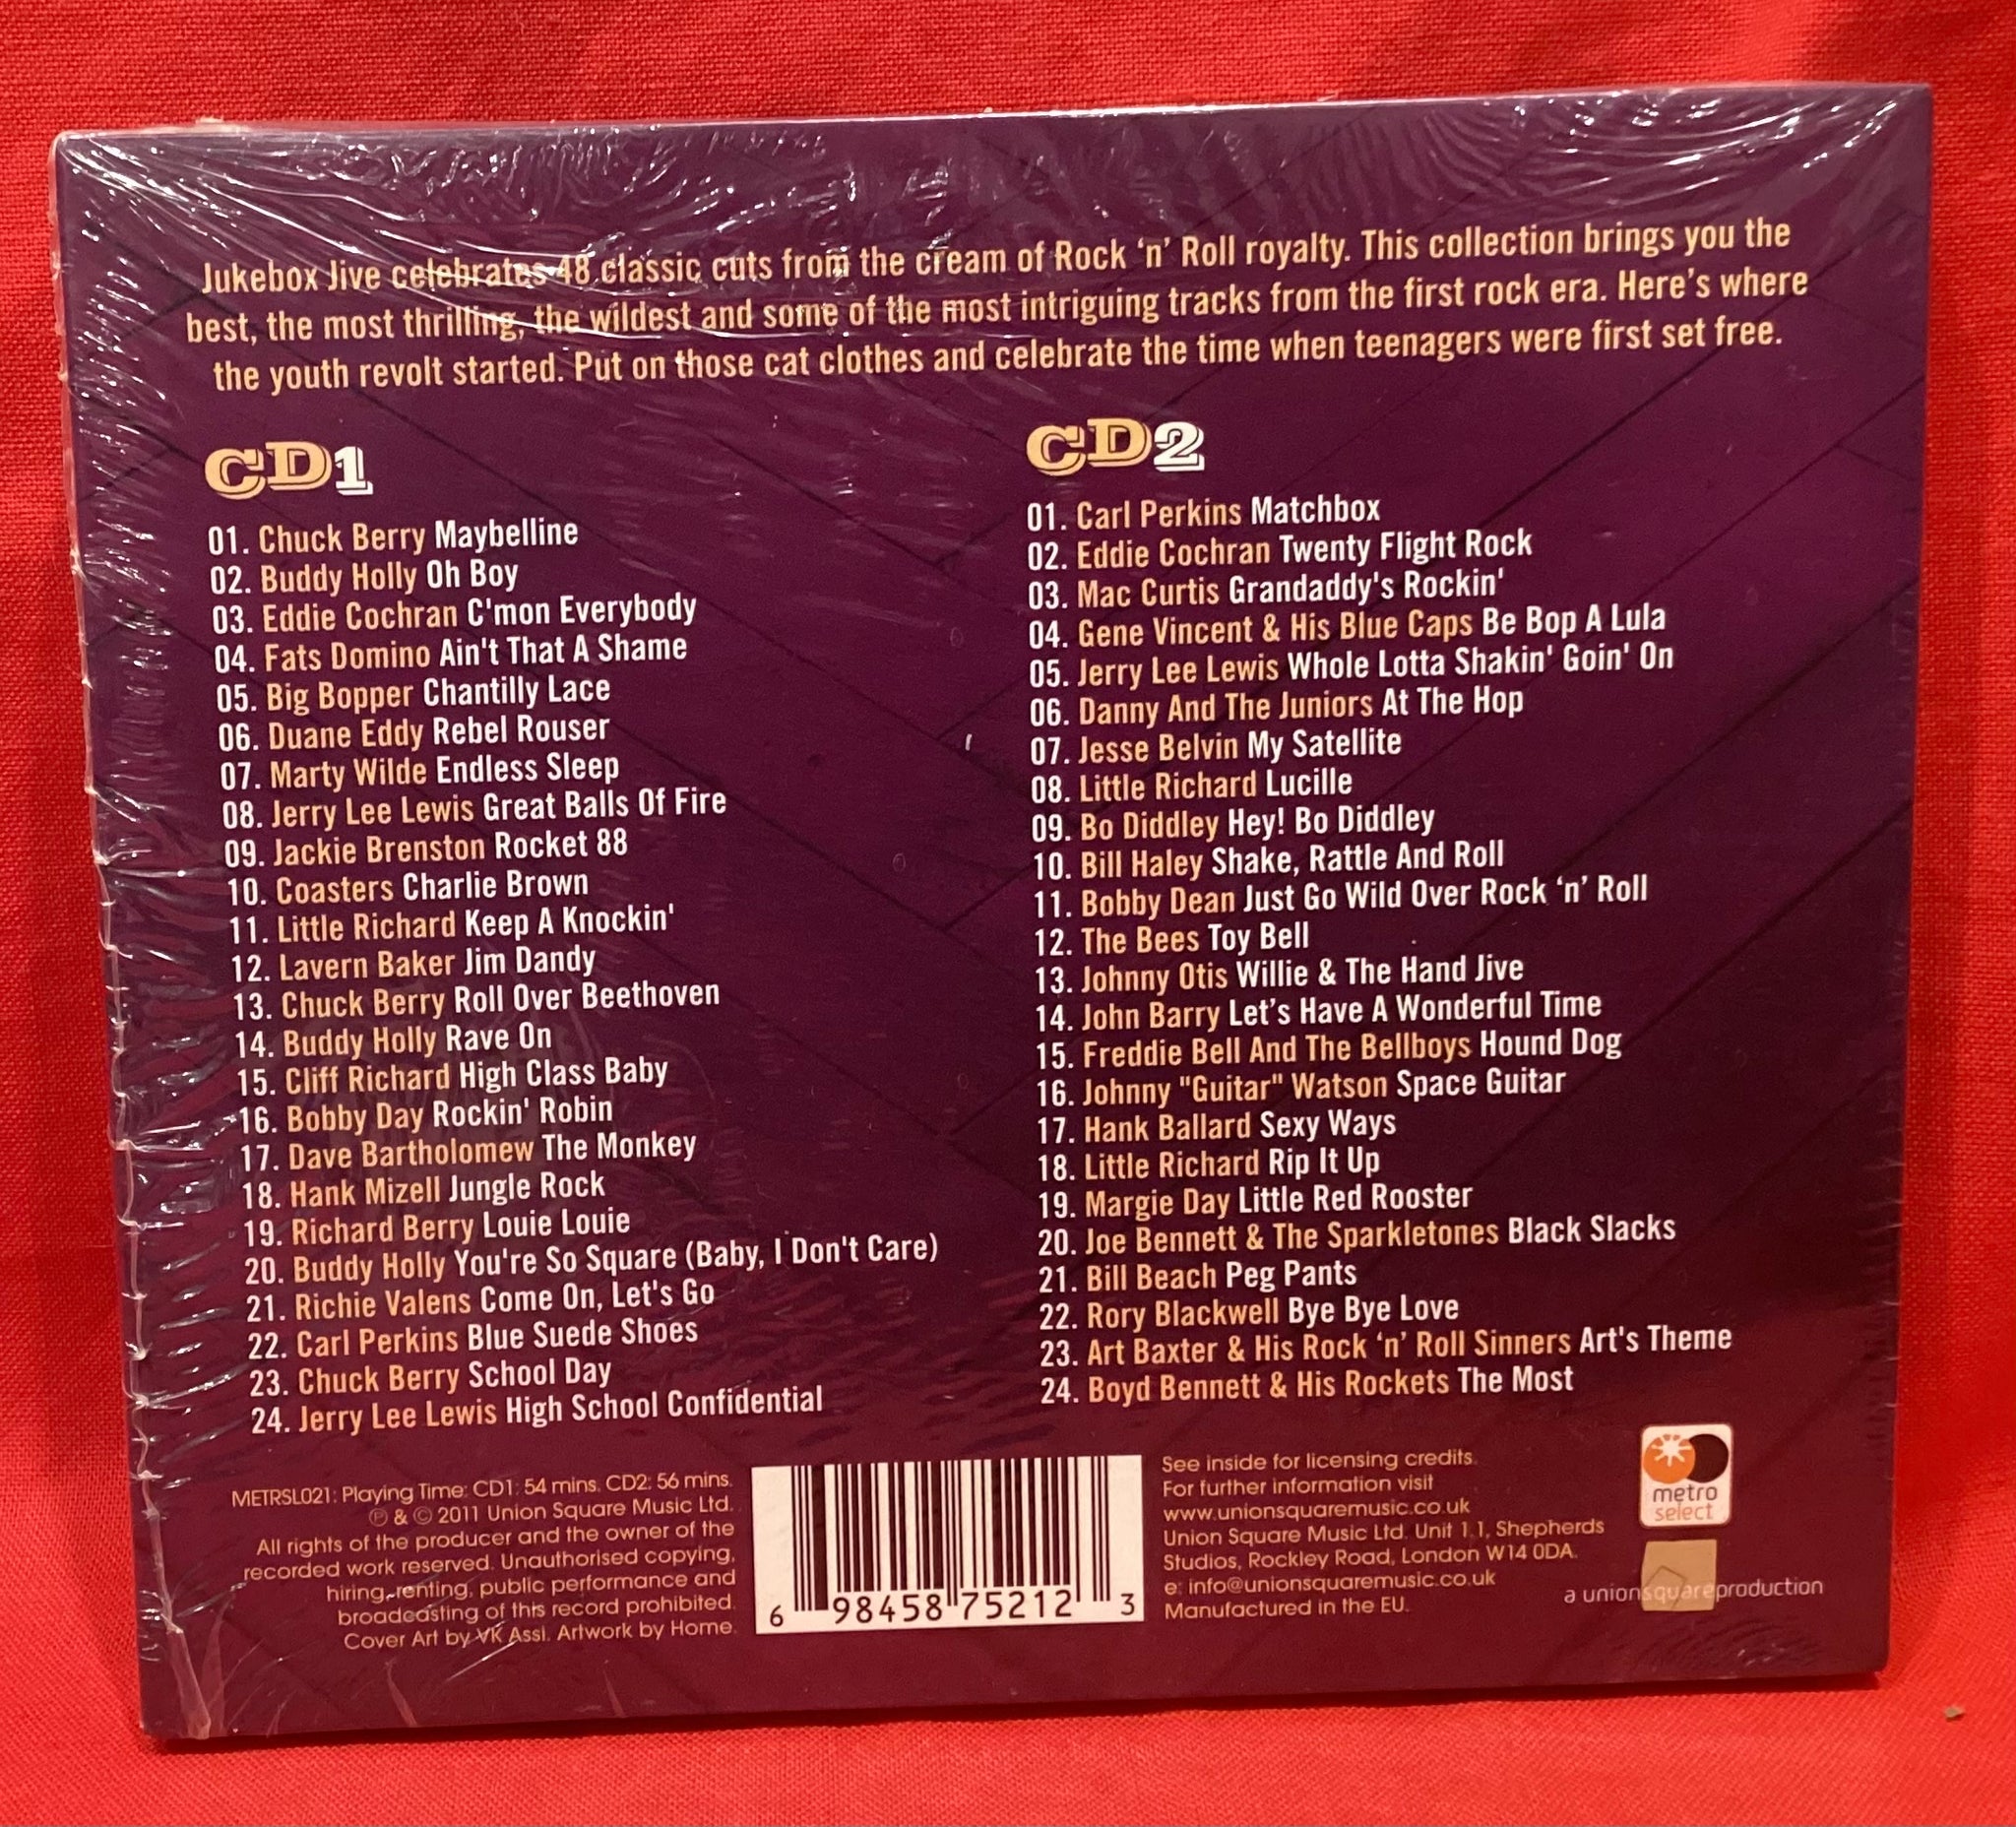 Jukebox Jive celebrates 48 classic cuts from the cream of Rock ‘n’ Roll royalty. This collection brings you the
best, the most thrilling, the wildest and some of the most intriguing tracks from the first rock era. Here’s where
the youth revolt started. Put on those cat clothes and celebrate the time when teenagers were first set free.
CD1
01. Chuck Berry Maybelline
02. Buddy Holly Oh Boy
03. Eddie Cochran C'mon Everybody
04. Fats Domino Ain't That A Shame
05. Big Bopper Chantilly Lace
06. Duane Eddy Rebel Rouser
07. Marty Wilde Endless Sleep
08. Jerry Lee Lewis Great Balls Of Fire
09. Jackie Brenston Rocket 88
10. Coasters Charlie Brown
11. Little Richard Keep A Knockin'
12. Lavern Baker Jim Dandy
13. Chuck Berry Roll Over Beethoven
14. Buddy Holly Rave On
15. Cliff Richard High Class Baby
16. Bobby Day Rockin' Robin
17. Dave Bartholomew The Monkey
18. Hank Mizell Jungle Rock
19. Richard Berry Louie Louie
20. Buddy Holly You're So Square (Baby, I Don't Care)
21. Richie Valens Come On, Let's Go
22. Carl Perkins Blue Suede Shoes
23. Chuck Berry School Day
24. Jerry Lee Lewis High School Confidential
CD2
01. Carl Perkins Matchbox
02. Eddie Cochran Twenty Flight Rock
03. Mac Curtis Grandaddy's Rockin'
04. Gene Vincent & His Blue Caps Be Bop A Lula
05. Jerry Lee Lewis Whole Lotta Shakin' Goin' On
06. Danny And The Juniors At The Hop
07. Jesse Belvin My Satellite
08. Little Richard Lucille
09. Bo Diddley Hey! Bo Diddley
10. Bill Haley Shake, Rattle And Roll
11. Bobby Dean Just Go Wild Over Rock ‘n’ Roll
12. The Bees Toy Bell
13. Johnny Otis Willie & The Hand Jive
14. John Barry Let’s Have A Wonderful Time
15. Freddie Bell And The Bellboys Hound Dog
16. Johnny "Guitar" Watson Space Guitar
17. Hank Ballard Sexy Ways
18. Little Richard Rip It Up
19. Margie Day Little Red Rooster
20. Joe Bennett & The Sparkletones Black Slacks
21. Bill Beach Peg Pants
22. Rory Blackwell Bye Bye Love
23. Art Baxter & His Rock ‘n’ Roll Sinners Art's Theme
24. Boyd Bennett & His Rockets The Most
METRSL021: Playing Time: CD1: 54 mins. CD2: 56 mins.
℗ & © 2011 Union Square Music Ltd.
All rights of the producer and the owner of the
recorded work reserved. Unauthorised copying,
hiring, renting, public performance and
broadcasting of this record prohibited.
Cover Art by VK Assi. Artwork by Home.
6 98458 75212 3
See inside for licensing credits.
For further information visit
www.unionsquaremusic.co.uk
Union Square Music Ltd. Unit 1.1, Shepherds
Studios, Rockley Road, London W14 0DA.
e: info@unionsquaremusic.co.uk
Manufactured in the EU.
metro
select
a unionsquareproduction